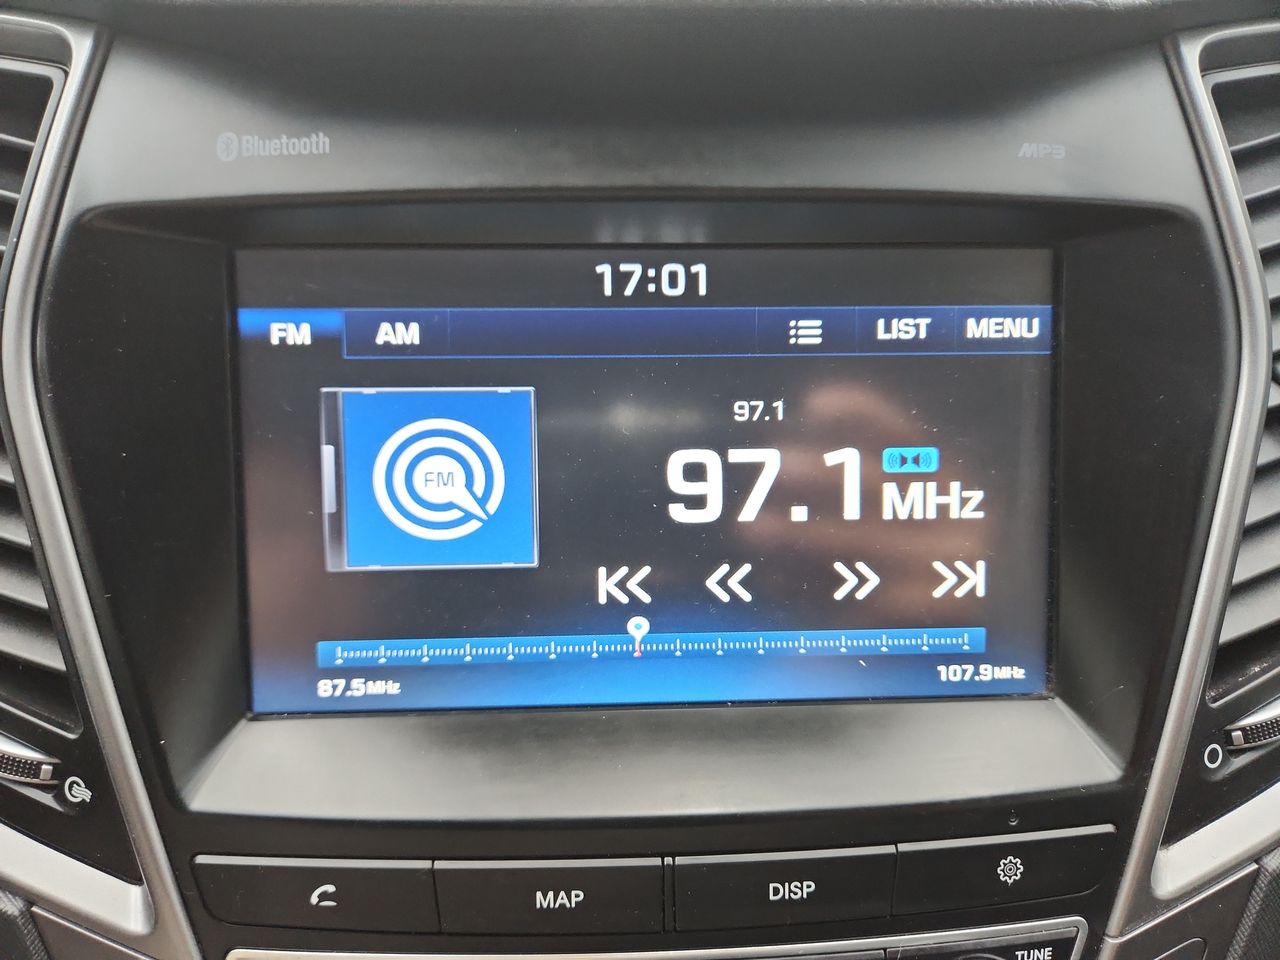 Bluetooth
MP3
17:01
FM
AM
LIST
MENU
97.1
FM
97.1
MHz
87.5MHz
107.9MHz
MAP
DISP
TUNE